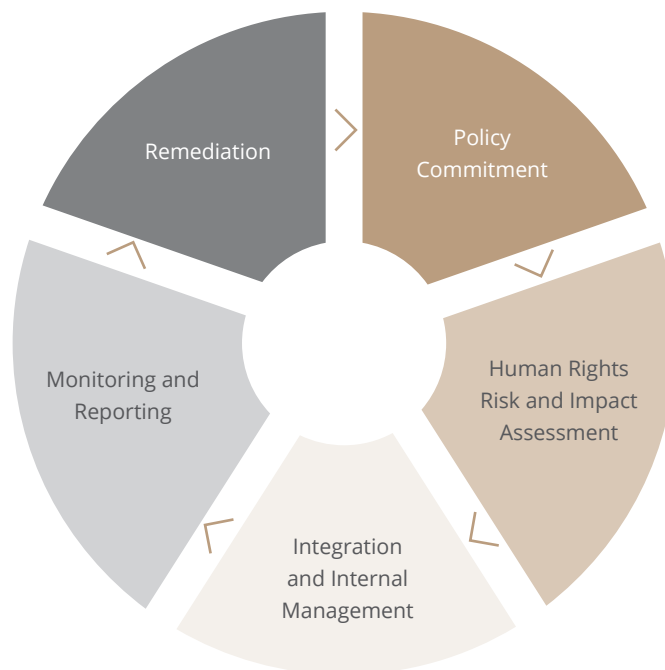 Remediation
Policy
Commitment
Human Rights
Risk and Impact
Assessment
Integration
and Internal
Management
Monitoring and
Reporting